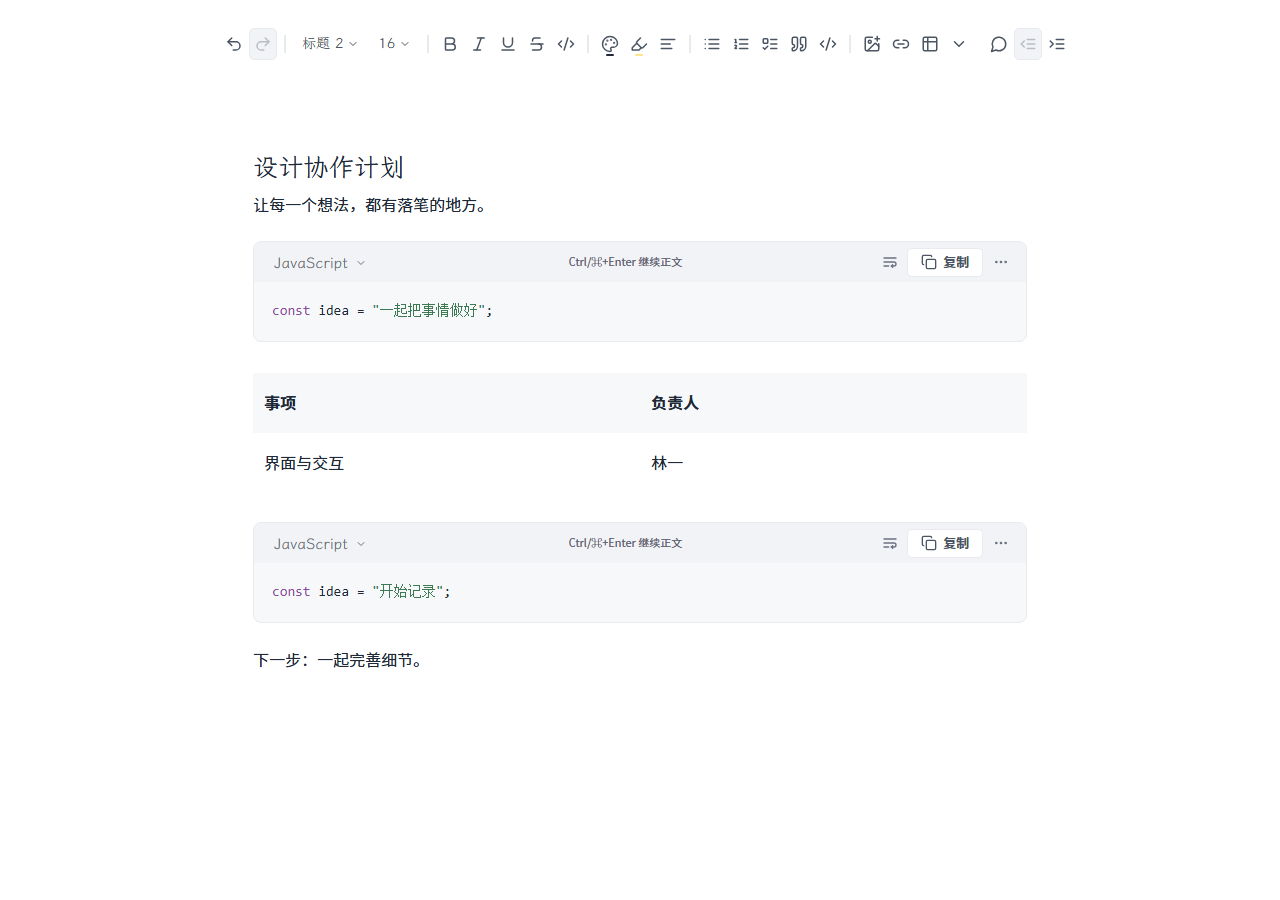 标题 2 16
设计协作计划
让每一个想法，都有落笔的地方。
JavaScript Ctrl/⌘+Enter 继续正文 复制
const idea = "一起把事情做好";
事项 负责人
界面与交互 林一
JavaScript Ctrl/⌘+Enter 继续正文 复制
const idea = "开始记录";
下一步：一起完善细节。